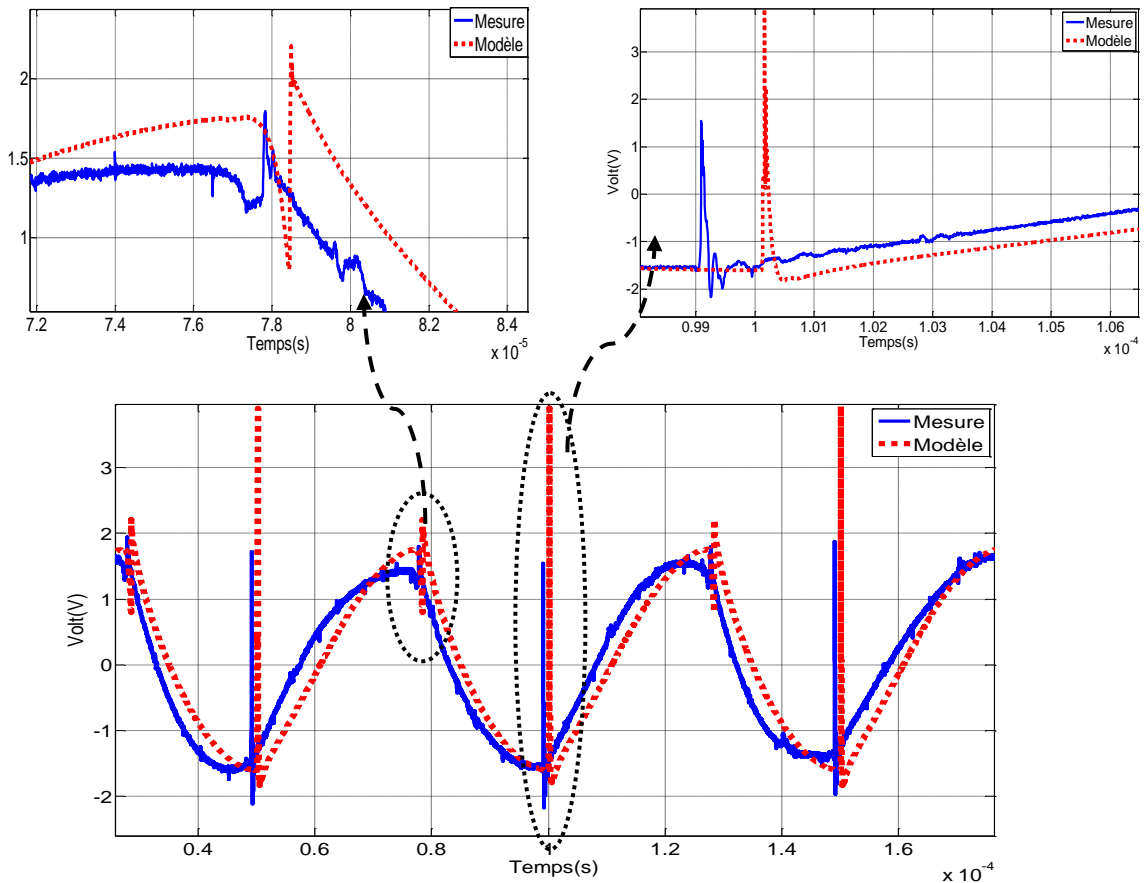 Mesure
Modèle
2
1.5
1
7.2 7.4 7.6 7.8 8 8.2 8.4
Temps(s)
x 10-5
Mesure
Modèle
Volt(V)
3
2
1
0
-1
-2
0.99 1 1.01 1.02 1.03 1.04 1.05 1.06
Temps(s)
x 10-4
Mesure
Modèle
Volt(V)
3
2
1
0
-1
-2
0.4 0.6 0.8 1 1.2 1.4 1.6
Temps(s)
x 10-4